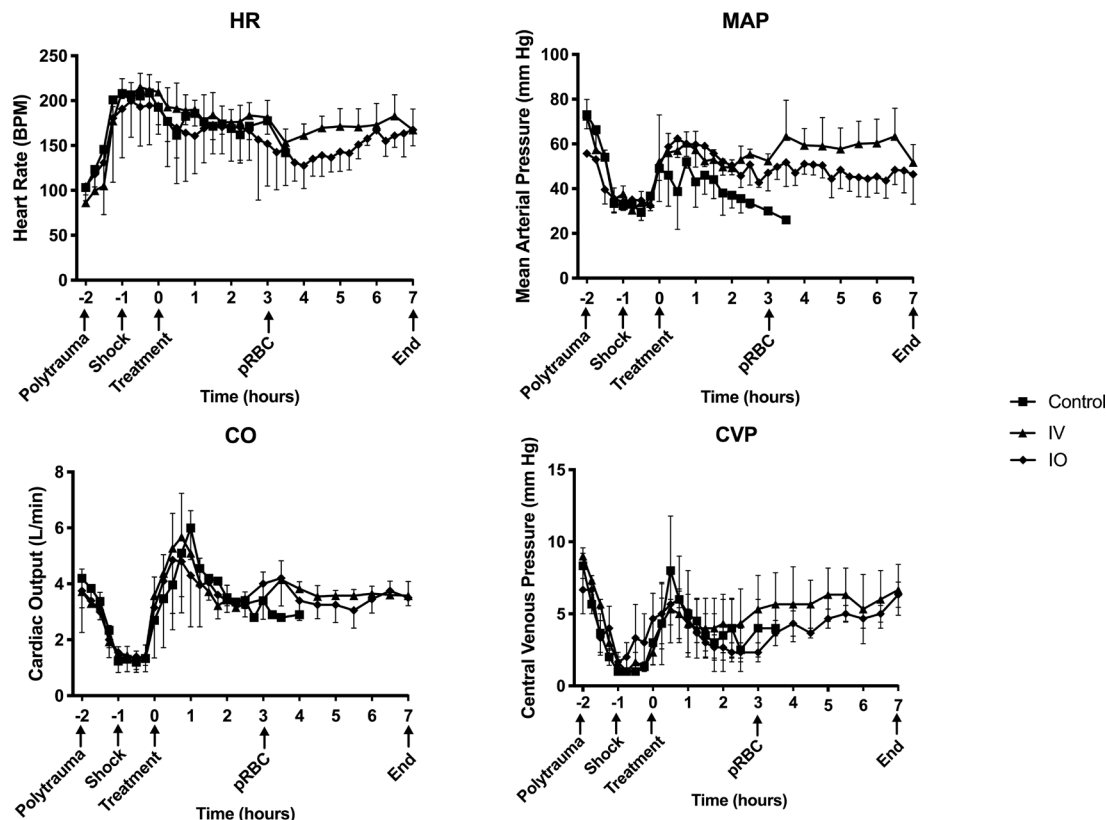 HR
Heart Rate (BPM)
250
200
150
100
50
0
-2 -1 0 1 2 3 4 5 6 7
Polytrauma
Shock
Treatment
pRBC
End
Time (hours)
MAP
Mean Arterial Pressure (mm Hg)
100
80
60
40
20
0
-2 -1 0 1 2 3 4 5 6 7
Polytrauma
Shock
Treatment
pRBC
End
Time (hours)
Control
IV
IO
CO
Cardiac Output (L/min)
8
6
4
2
0
-2 -1 0 1 2 3 4 5 6 7
Polytrauma
Shock
Treatment
pRBC
End
Time (hours)
CVP
Central Venous Pressure (mm Hg)
15
10
5
0
-2 -1 0 1 2 3 4 5 6 7
Polytrauma
Shock
Treatment
pRBC
End
Time (hours)